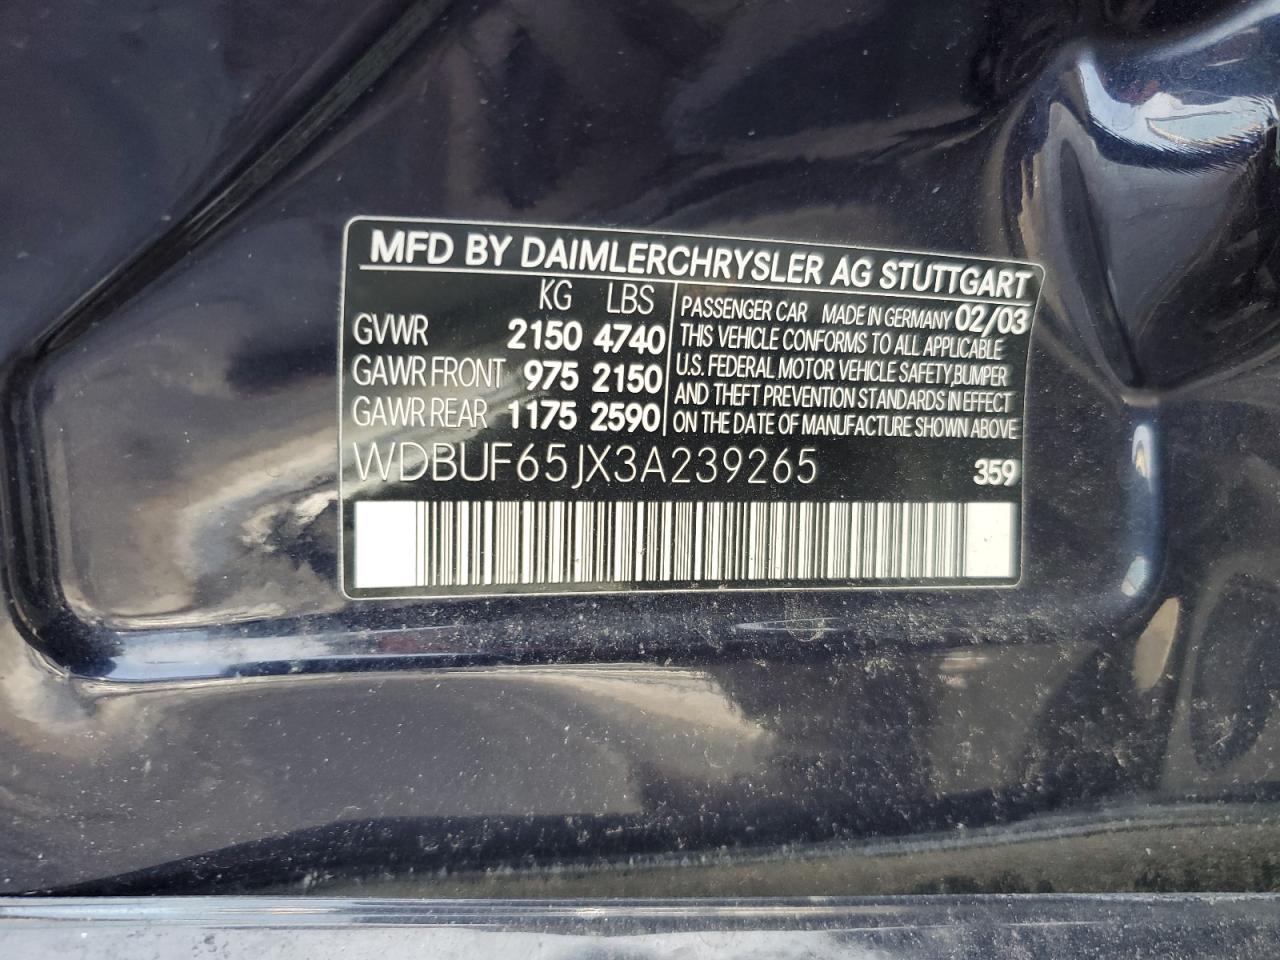 MFD BY DAIMLERCHRYSLER AG STUTTGART
KG LBS
GVWR 2150 4740
GAWR FRONT 975 2150
GAWR REAR 1175 2590
PASSENGER CAR MADE IN GERMANY 02/03
THIS VEHICLE CONFORMS TO ALL APPLICABLE
U.S. FEDERAL MOTOR VEHICLE SAFETY,BUMPER
AND THEFT PREVENTION STANDARDS IN EFFECT
ON THE DATE OF MANUFACTURE SHOWN ABOVE
WDBUF65JX3A239265 359